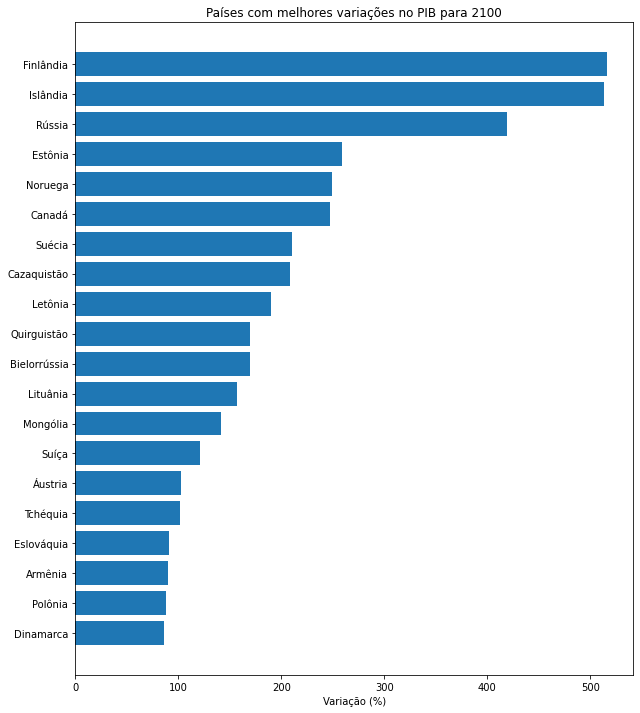 Países com melhores variações no PIB para 2100
Finlândia
Islândia
Rússia
Estônia
Noruega
Canadá
Suécia
Cazaquistão
Letônia
Quirguistão
Bielorrússia
Lituânia
Mongólia
Suíça
Áustria
Tchéquia
Eslováquia
Armênia
Polônia
Dinamarca
0 100 200 300 400 500
Variação (%)